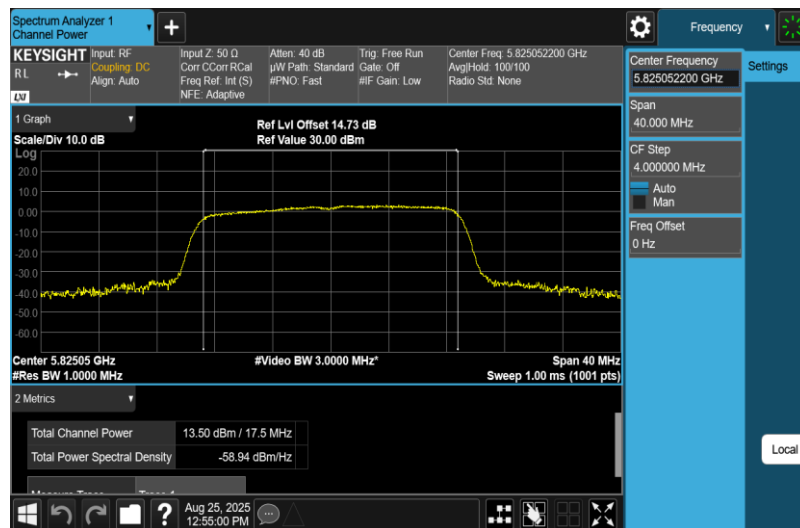 Spectrum Analyzer 1
Channel Power
+
Frequency
KEYSIGHT
RL
LXI
Input: RF
Coupling: DC
Align: Auto
Input Z: 50 Ω
Corr CCorr RCal
Freq Ref: Int (S)
NFE: Adaptive
Atten: 40 dB
µW Path: Standard
#PNO: Fast
Trig: Free Run
Gate: Off
#IF Gain: Low
Center Freq: 5.825052200 GHz
Avg|Hold: 100/100
Radio Std: None
Center Frequency
5.825052200 GHz
Settings
Span
40.000 MHz
CF Step
4.000000 MHz
Auto
Man
Freq Offset
0 Hz
1 Graph
Scale/Div 10.0 dB
Ref Lvl Offset 14.73 dB
Ref Value 30.00 dBm
Log
20.0
10.0
0.00
-10.0
-20.0
-30.0
-40.0
-50.0
-60.0
Center 5.82505 GHz
#Video BW 3.0000 MHz*
Span 40 MHz
#Res BW 1.0000 MHz
Sweep 1.00 ms (1001 pts)
2 Metrics
Total Channel Power 13.50 dBm / 17.5 MHz
Total Power Spectral Density -58.94 dBm/Hz
Local
?
Aug 25, 2025
12:55:00 PM